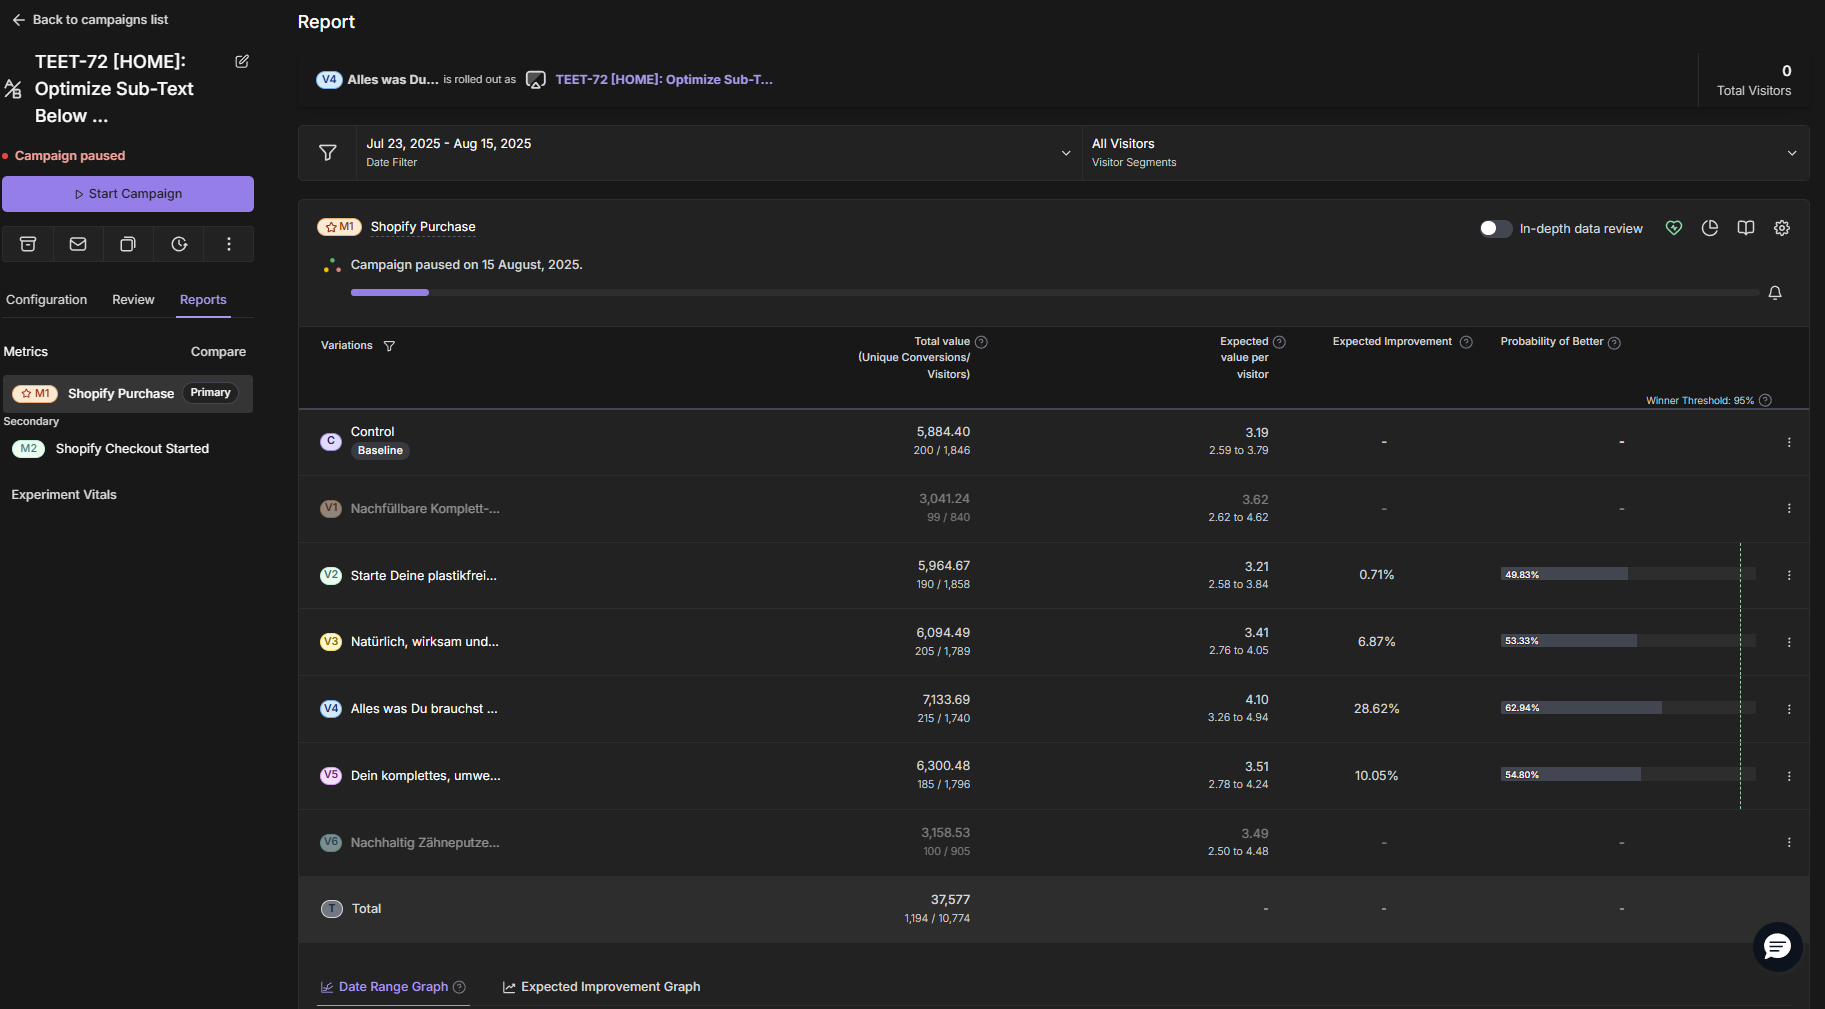 Back to campaigns list
TEET-72 [HOME]:
Optimize Sub-Text
Below ...
Campaign paused
Start Campaign
Configuration Review Reports
Metrics Compare
M1 Shopify Purchase Primary
Secondary
M2 Shopify Checkout Started
Experiment Vitals
Report
V4 Alles was Du... is rolled out as TEET-72 [HOME]: Optimize Sub-T...
0
Total Visitors
Jul 23, 2025 - Aug 15, 2025
Date Filter
All Visitors
Visitor Segments
M1 Shopify Purchase
In-depth data review
Campaign paused on 15 August, 2025.
Variations
Total value
(Unique Conversions/
Visitors)
Expected
value per
visitor
Expected Improvement
Probability of Better
Winner Threshold: 95%
C Control
Baseline
5,884.40
200 / 1,846
3.19
2.59 to 3.79
-
-
V1 Nachfüllbare Komplett-...
3,041.24
99 / 840
3.62
2.62 to 4.62
-
-
V2 Starte Deine plastikfrei...
5,964.67
190 / 1,858
3.21
2.58 to 3.84
0.71%
49.83%
V3 Natürlich, wirksam und...
6,094.49
205 / 1,789
3.41
2.76 to 4.05
6.87%
53.33%
V4 Alles was Du brauchst ...
7,133.69
215 / 1,740
4.10
3.26 to 4.94
28.62%
62.94%
V5 Dein komplettes, umwe...
6,300.48
185 / 1,796
3.51
2.78 to 4.24
10.05%
54.80%
V6 Nachhaltig Zähneputze...
3,158.53
100 / 905
3.49
2.50 to 4.48
-
-
T Total
37,577
1,194 / 10,774
-
-
-
Date Range Graph
Expected Improvement Graph